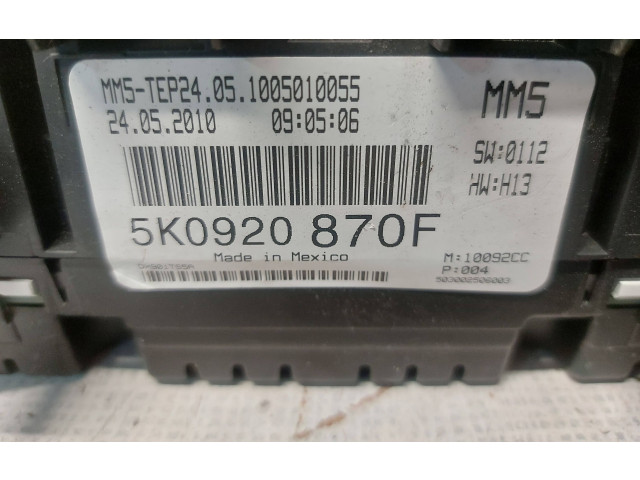 MM5-TEP24.05.1005010055
24.05.2010 09:05:06
MM5
SW:0112
HW:H13
5K0920 870F
Made in Mexico
M:10092CC
P:004
503002506003